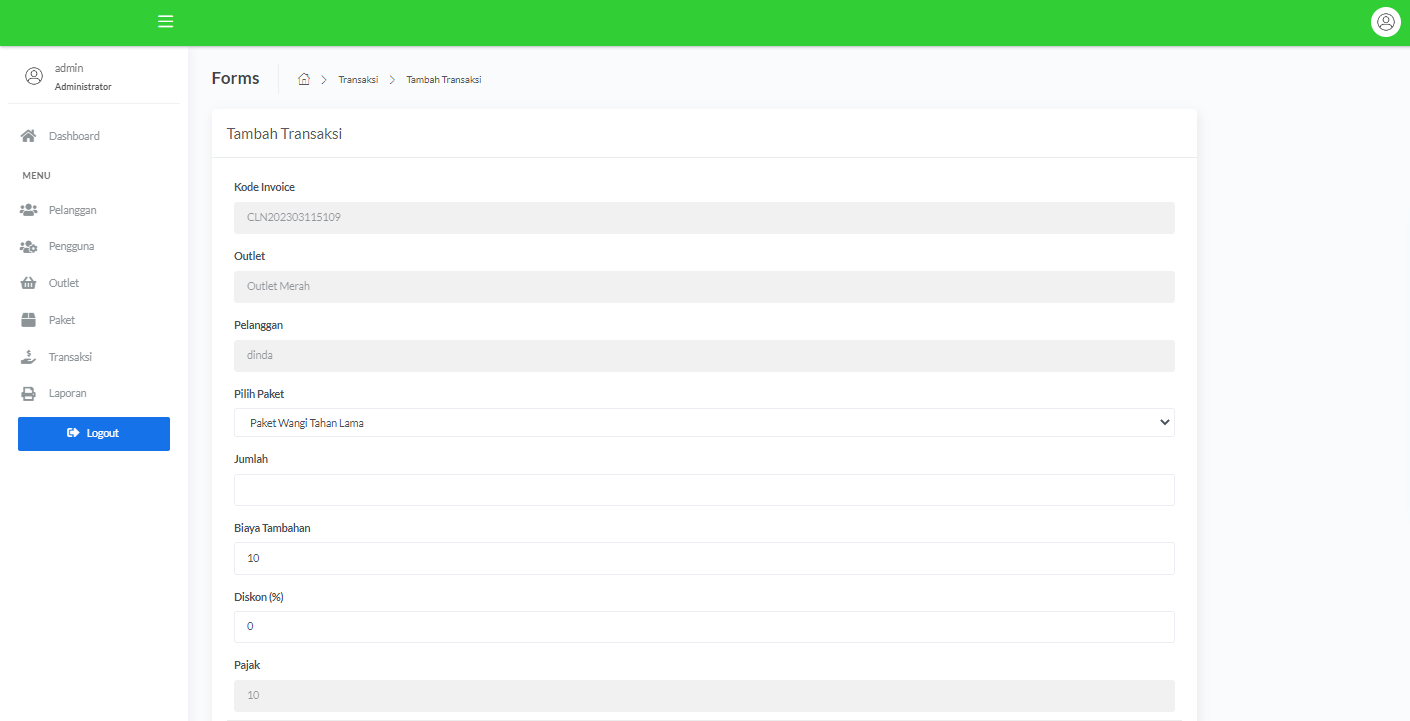 admin
Administrator
Dashboard
MENU
Pelanggan
Pengguna
Outlet
Paket
Transaksi
Laporan
Logout
Forms
Transaksi
Tambah Transaksi
Tambah Transaksi
Kode Invoice
CLN202303115109
Outlet
Outlet Merah
Pelanggan
dinda
Pilih Paket
Paket Wangi Tahan Lama
Jumlah
Biaya Tambahan
10
Diskon (%)
0
Pajak
10